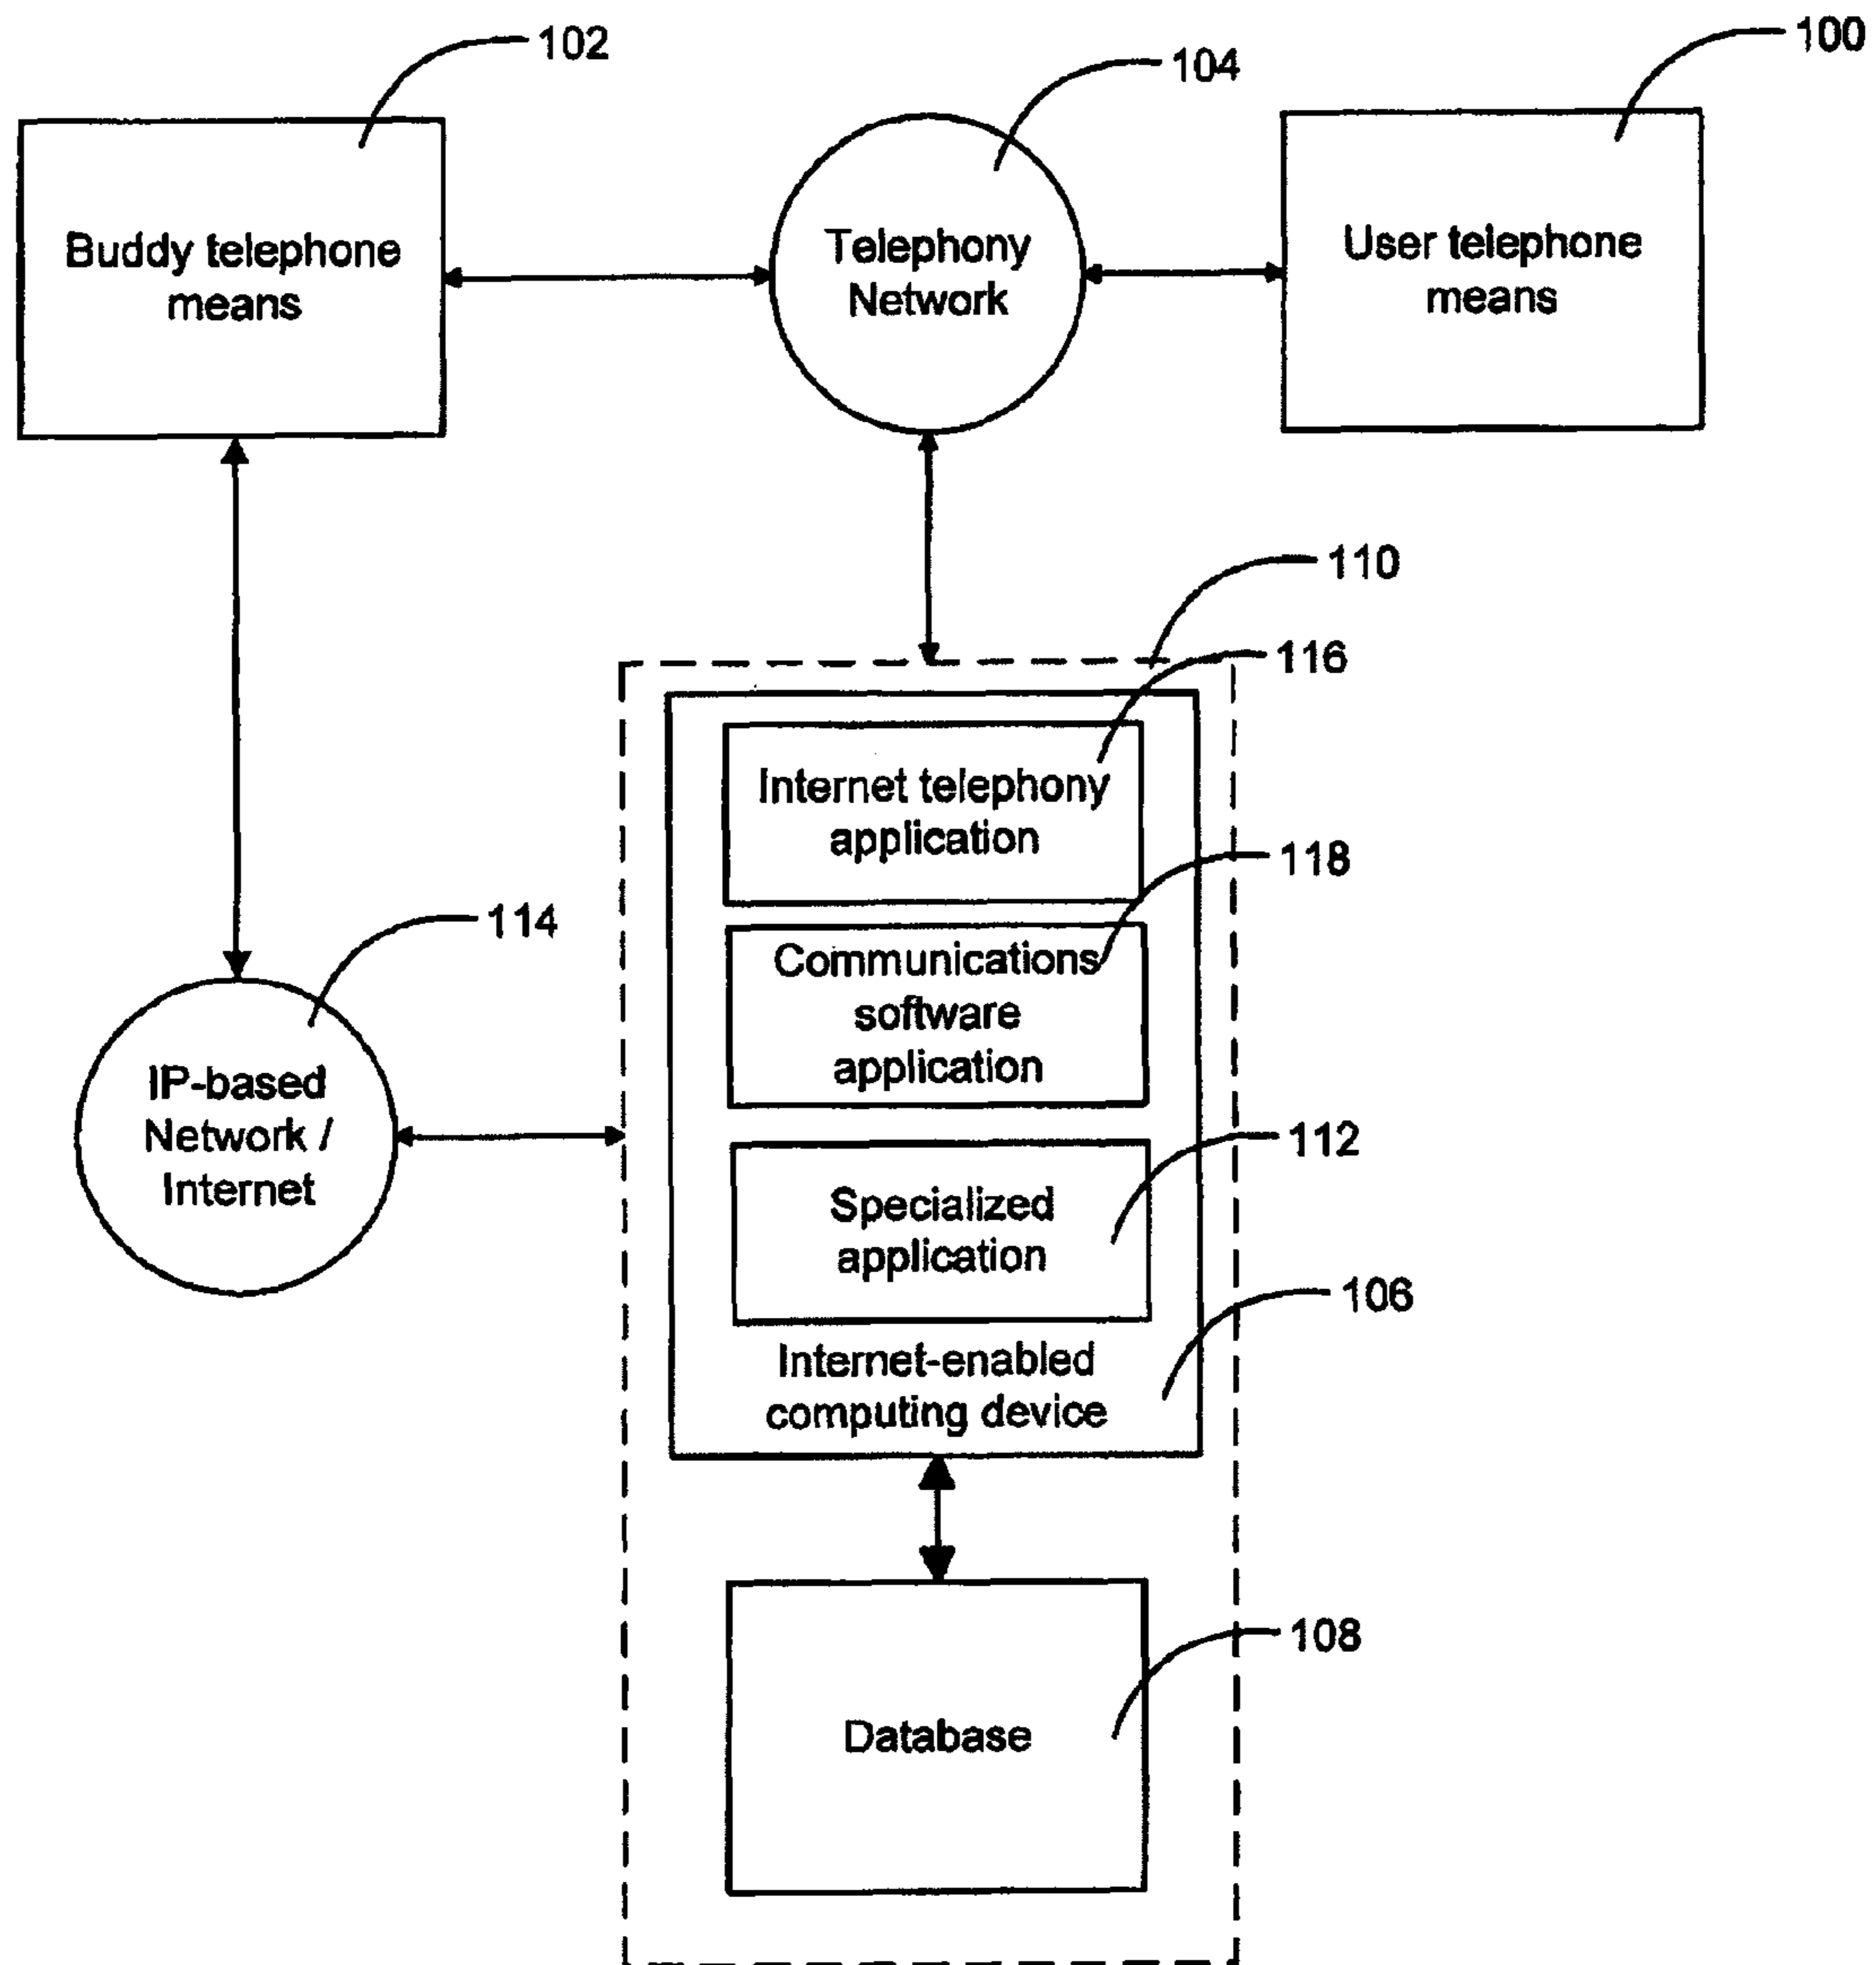 102
104
100
Buddy telephone
means
Telephony
Network
User telephone
means
110
116
Internet telephony
application
118
114
Communications
software
application
IP-based
Network /
Internet
112
Specialized
application
106
Internet-enabled
computing device
108
Database